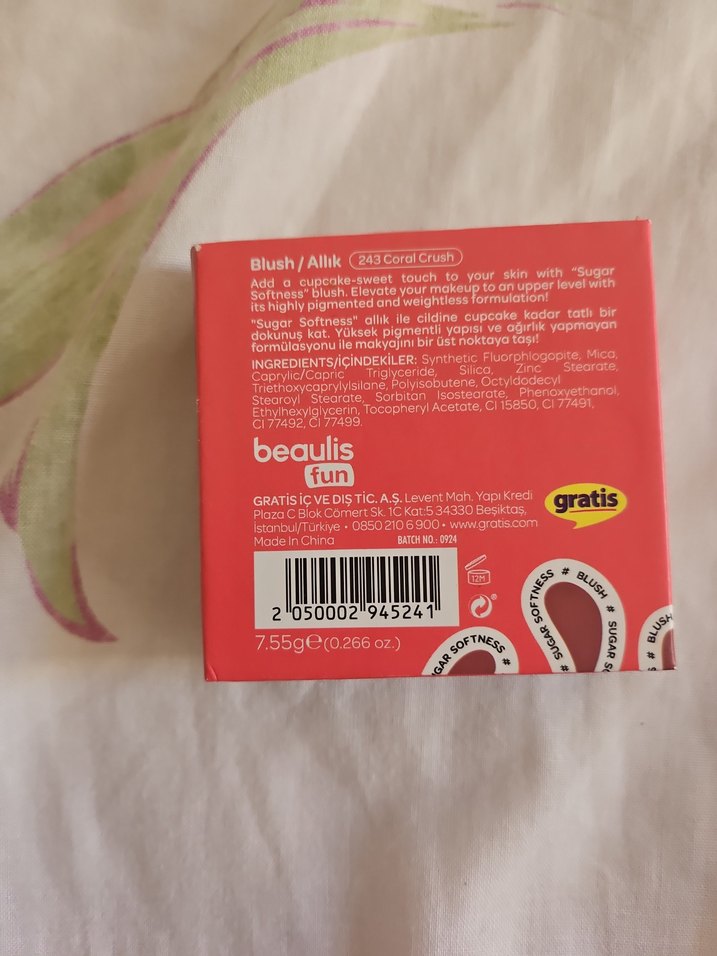 Blush / Allık 243 Coral Crush
Add a cupcake-sweet touch to your skin with "Sugar
Softness" blush. Elevate your makeup to an upper level with
its highly pigmented and weightless formulation!
"Sugar Softness" allık ile cildine cupcake kadar tatlı bir
dokunuş kat. Yüksek pigmentli yapısı ve ağırlık yapmayan
formülasyonu ile makyajını bir üst noktaya taşı!
INGREDIENTS/İÇİNDEKİLER: Synthetic Fluorphlogopite, Mica,
Caprylic/Capric Triglyceride, Silica, Zinc Stearate,
Triethoxycaprylylsilane, Polyisobutene, Octyldodecyl
Stearoyl Stearate, Sorbitan Isostearate, Phenoxyethanol,
Ethylhexylglycerin, Tocopheryl Acetate, CI 15850, CI 77491,
CI 77492, CI 77499.
beaulis
fun
GRATİS İÇ VE DIŞ TİC. A.Ş. Levent Mah. Yapı Kredi
Plaza C Blok Cömert Sk. 1C Kat:5 34330 Beşiktaş,
İstanbul/Türkiye • 0850 210 6 900 • www.gratis.com
Made In China BATCH NO.: 0924
gratis
12M
2 050002 945241
7.55g e (0.266 oz.)
GAR SOFTNESS #
# SUGAR SOFTNESS # BLUSH # SUGAR SO
# BLUSH